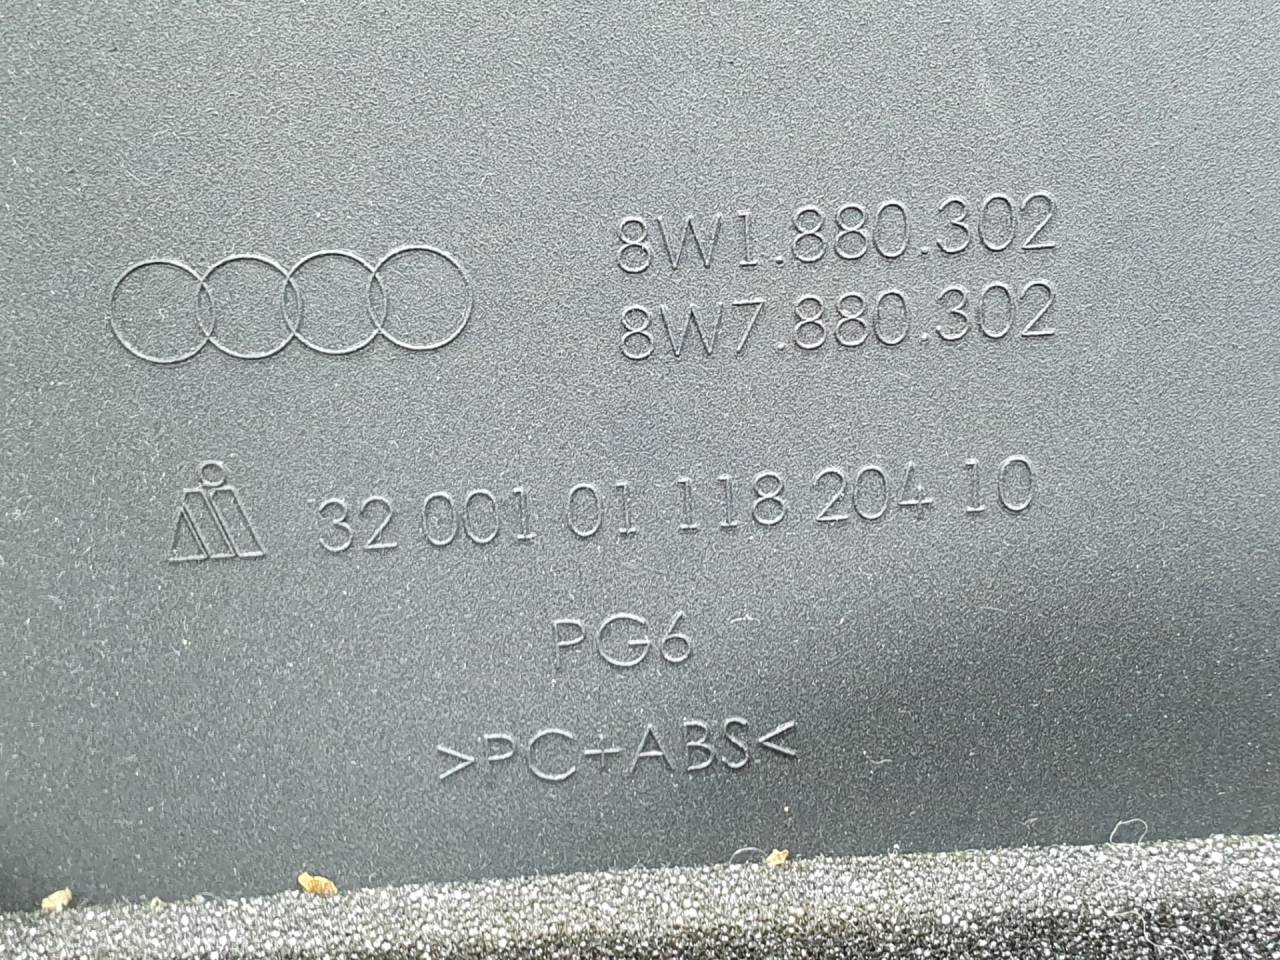 8W1.880.302
8W7.880.302
32 001 01 118 204 10
PG6
>PC+ABS<